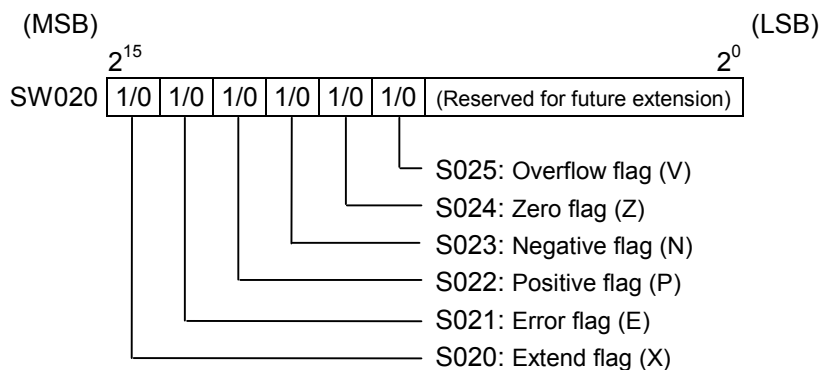 (MSB) (LSB)
2^15 2^0
SW020 1/0 1/0 1/0 1/0 1/0 1/0 (Reserved for future extension)
S025: Overflow flag (V)
S024: Zero flag (Z)
S023: Negative flag (N)
S022: Positive flag (P)
S021: Error flag (E)
S020: Extend flag (X)